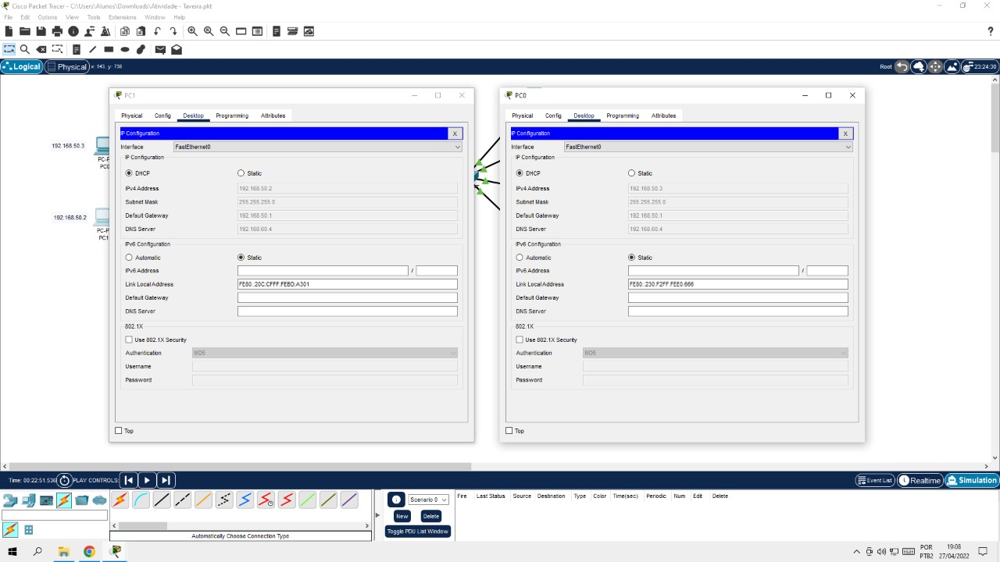 Cisco Packet Tracer - C:\Users\Alunos\Downloads\Atividade - Taveira.pkt
File Edit Options View Tools Extensions Window Help
?
Logical Physical x: 543, y: 738 Root 23:24:30
PC1
Physical Config Desktop Programming Attributes
IP Configuration X
Interface FastEthernet0
IP Configuration
DHCP Static
IPv4 Address 192.168.50.2
Subnet Mask 255.255.255.0
Default Gateway 192.168.50.1
DNS Server 192.168.60.4
IPv6 Configuration
Automatic Static
IPv6 Address /
Link Local Address FE80::20C:CFFF:FEBD:A301
Default Gateway
DNS Server
802.1X
Use 802.1X Security
Authentication MD5
Username
Password
Top
PC0
Physical Config Desktop Programming Attributes
IP Configuration X
Interface FastEthernet0
IP Configuration
DHCP Static
IPv4 Address 192.168.50.3
Subnet Mask 255.255.255.0
Default Gateway 192.168.50.1
DNS Server 192.168.60.4
IPv6 Configuration
Automatic Static
IPv6 Address /
Link Local Address FE80::230:F2FF:FEE0:666
Default Gateway
DNS Server
802.1X
Use 802.1X Security
Authentication MD5
Username
Password
Top
192.168.50.3
PC-P
PC0
192.168.50.2
PC-P
PC1
Time: 00:22:51.536 PLAY CONTROLS: Event List Realtime Simulation
Scenario 0
New Delete
Toggle PDU List Window
Fire Last Status Source Destination Type Color Time(sec) Periodic Num Edit Delete
Automatically Choose Connection Type
POR
PTB2
19:08
27/04/2022